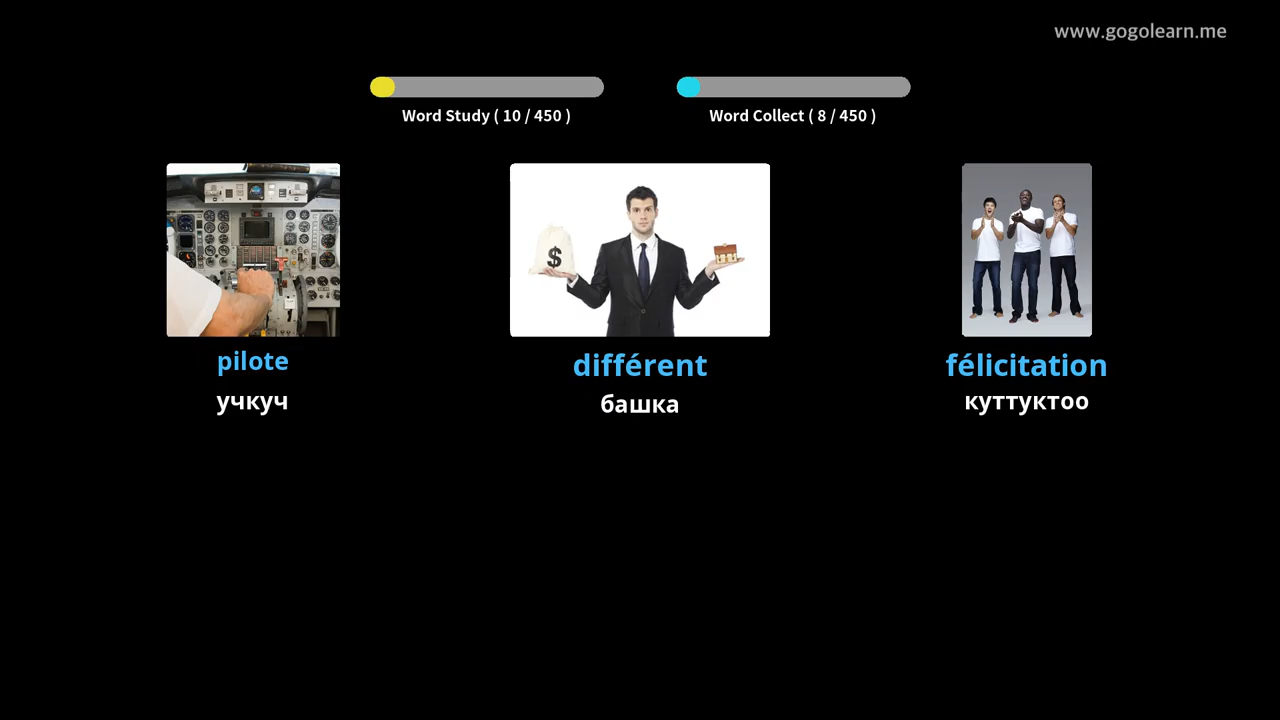 www.gogolearn.me
Word Study ( 10 / 450 )
Word Collect ( 8 / 450 )
$
pilote
учкуч
différent
башка
félicitation
куттуктоо